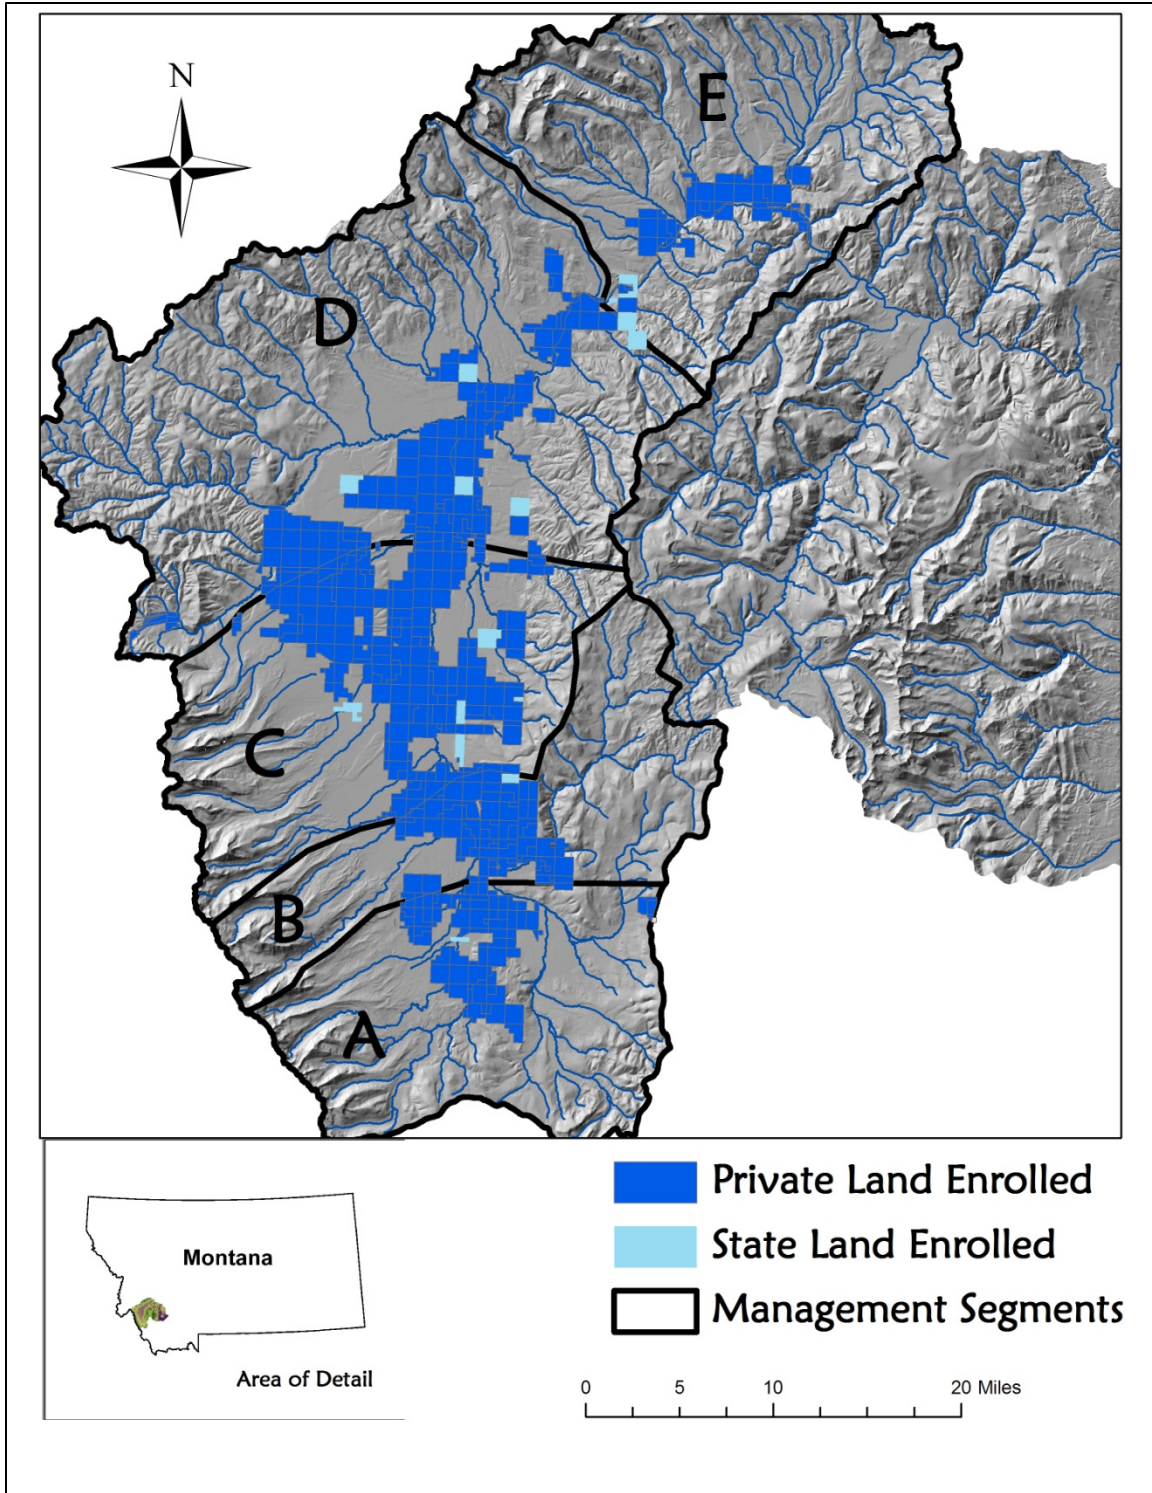 N
E
D
C
B
A
Montana
Area of Detail
Private Land Enrolled
State Land Enrolled
Management Segments
0 5 10 20 Miles